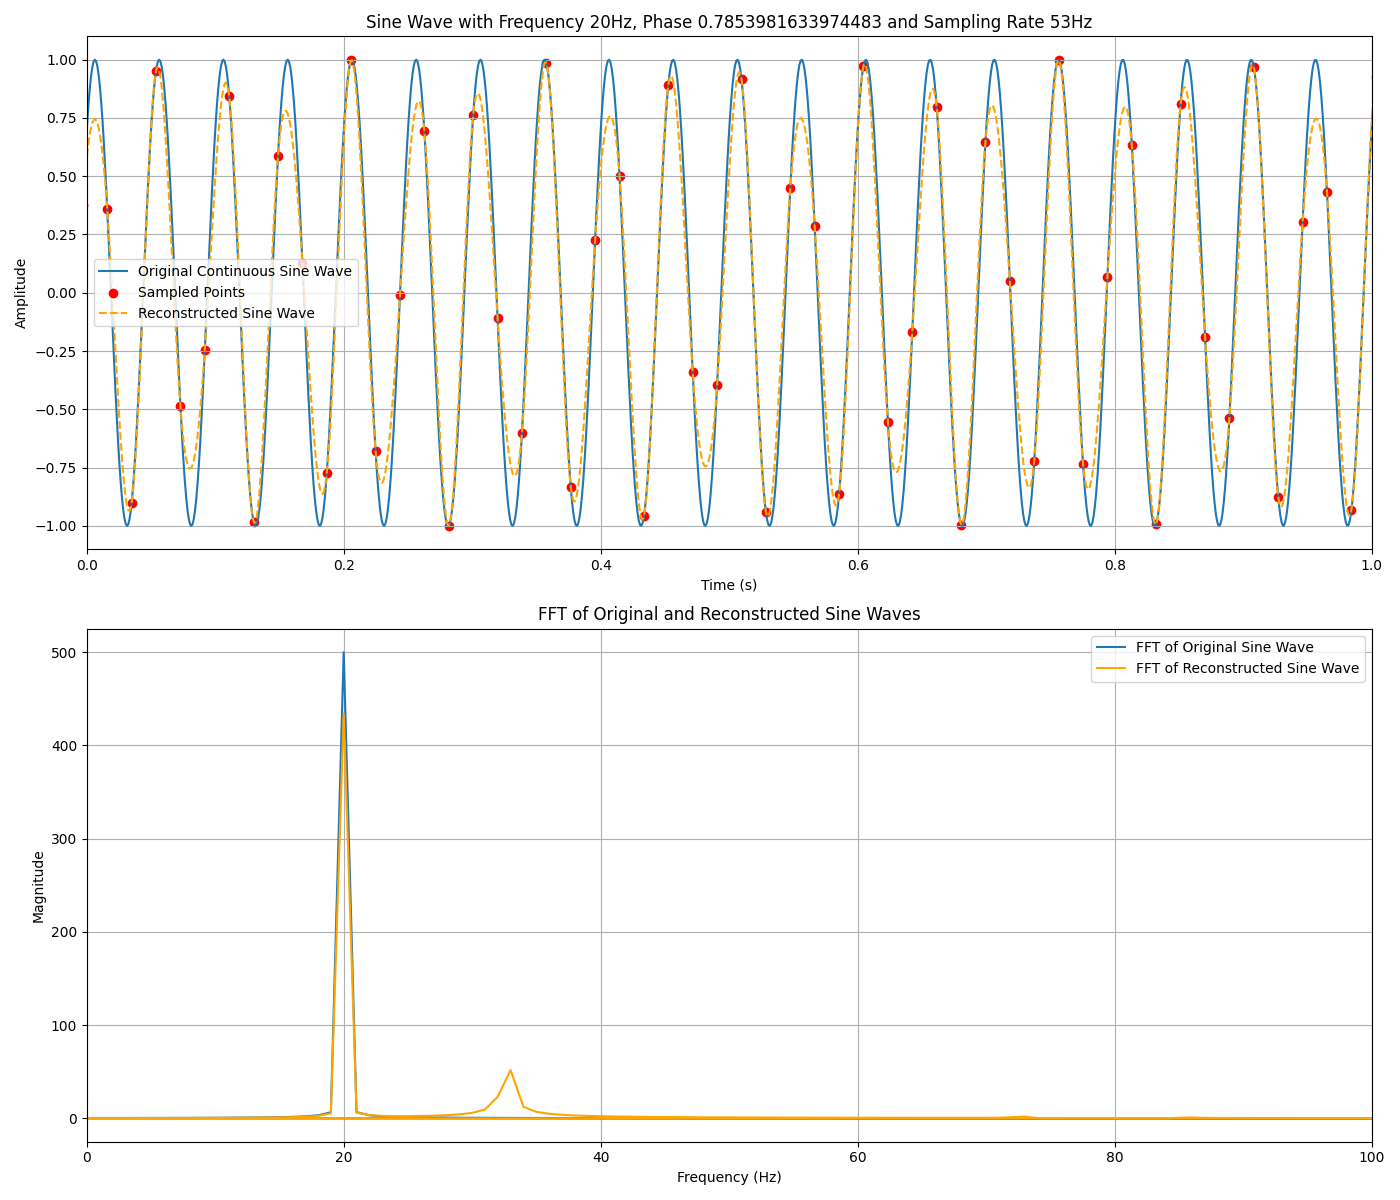 Sine Wave with Frequency 20Hz, Phase 0.7853981633974483 and Sampling Rate 53Hz
1.00
0.75
0.50
0.25
0.00
−0.25
−0.50
−0.75
−1.00
Amplitude
Original Continuous Sine Wave
Sampled Points
Reconstructed Sine Wave
0.0 0.2 0.4 0.6 0.8 1.0
Time (s)
FFT of Original and Reconstructed Sine Waves
500
400
300
200
100
0
Magnitude
FFT of Original Sine Wave
FFT of Reconstructed Sine Wave
0 20 40 60 80 100
Frequency (Hz)